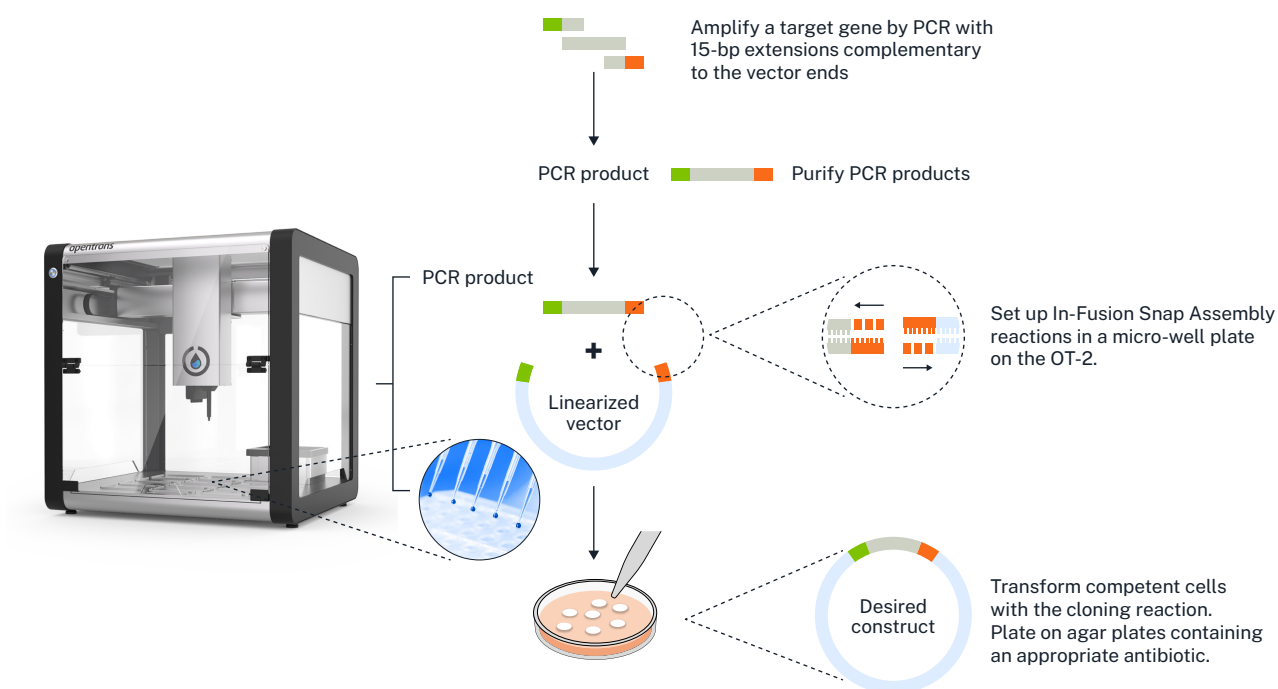 Amplify a target gene by PCR with
15-bp extensions complementary
to the vector ends
PCR product
Purify PCR products
opentrons
PCR product
Set up In-Fusion Snap Assembly
reactions in a micro-well plate
on the OT-2.
Linearized
vector
Desired
construct
Transform competent cells
with the cloning reaction.
Plate on agar plates containing
an appropriate antibiotic.